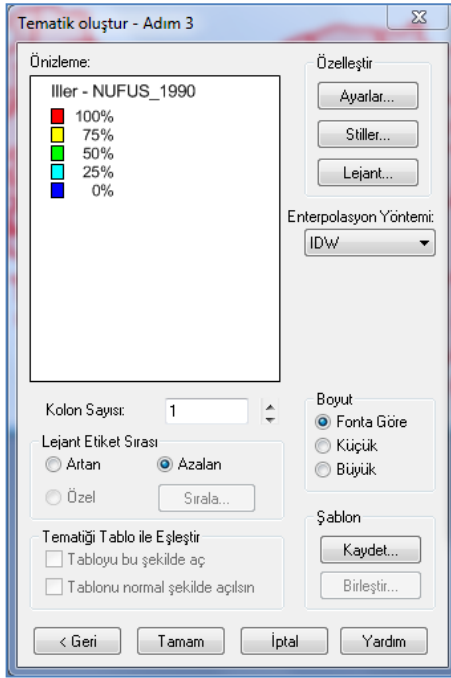 Tematik oluştur - Adım 3
Önizleme:
Iller - NUFUS_1990
100%
75%
50%
25%
0%
Özelleştir
Ayarlar...
Stiller...
Lejant...
Enterpolasyon Yöntemi:
IDW
Kolon Sayısı:
1
Lejant Etiket Sırası
Artan
Azalan
Özel
Sırala...
Boyut
Fonta Göre
Küçük
Büyük
Tematiği Tablo ile Eşleştir
Tabloyu bu şekilde aç
Tablonu normal şekilde açılsın
Şablon
Kaydet...
Birleştir...
< Geri
Tamam
İptal
Yardım